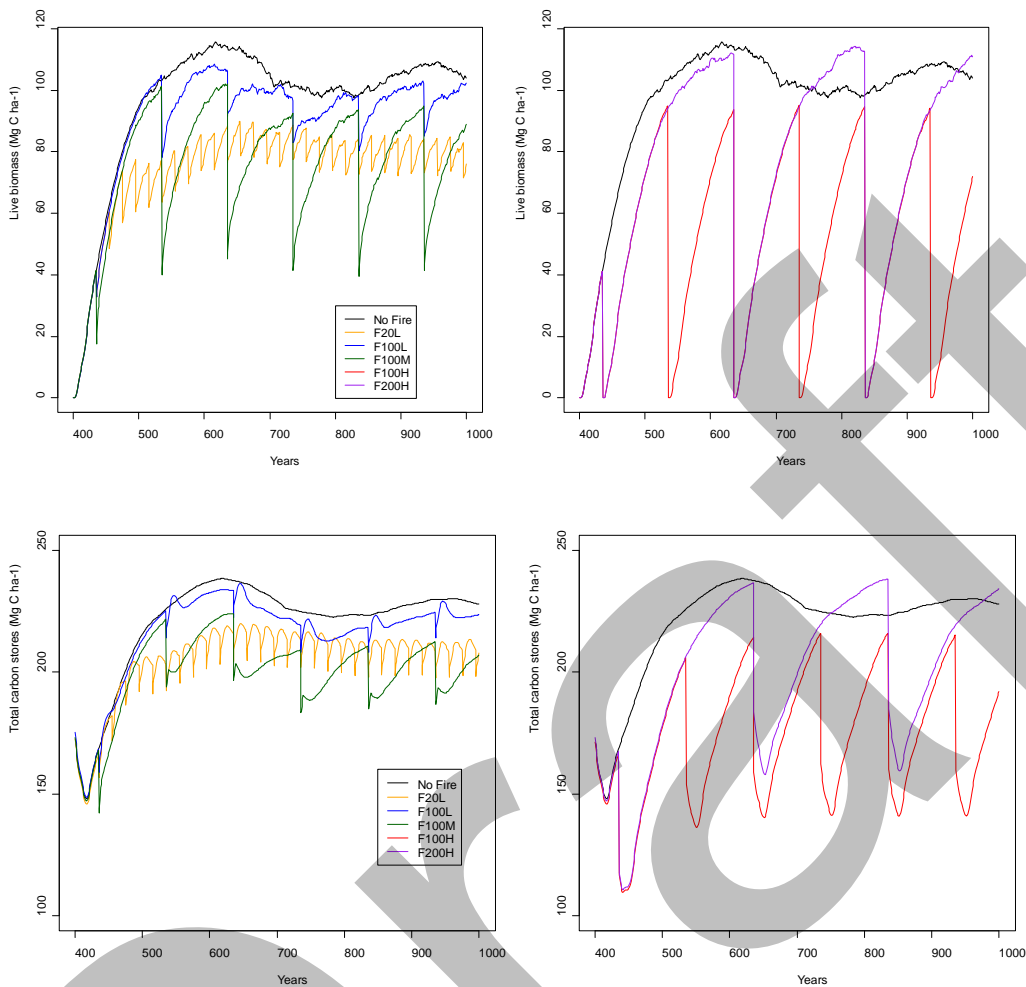 Live biomass (Mg C ha-1)
0 20 40 60 80 100 120
400 500 600 700 800 900 1000
Years
No Fire
F20L
F100L
F100M
F100H
F200H
Live biomass (Mg C ha-1)
0 20 40 60 80 100 120
400 500 600 700 800 900 1000
Years
Total carbon stores (Mg C ha-1)
100 150 200 250
400 500 600 700 800 900 1000
Years
No Fire
F20L
F100L
F100M
F100H
F200H
Total carbon stores (Mg C ha-1)
100 150 200 250
400 500 600 700 800 900 1000
Years